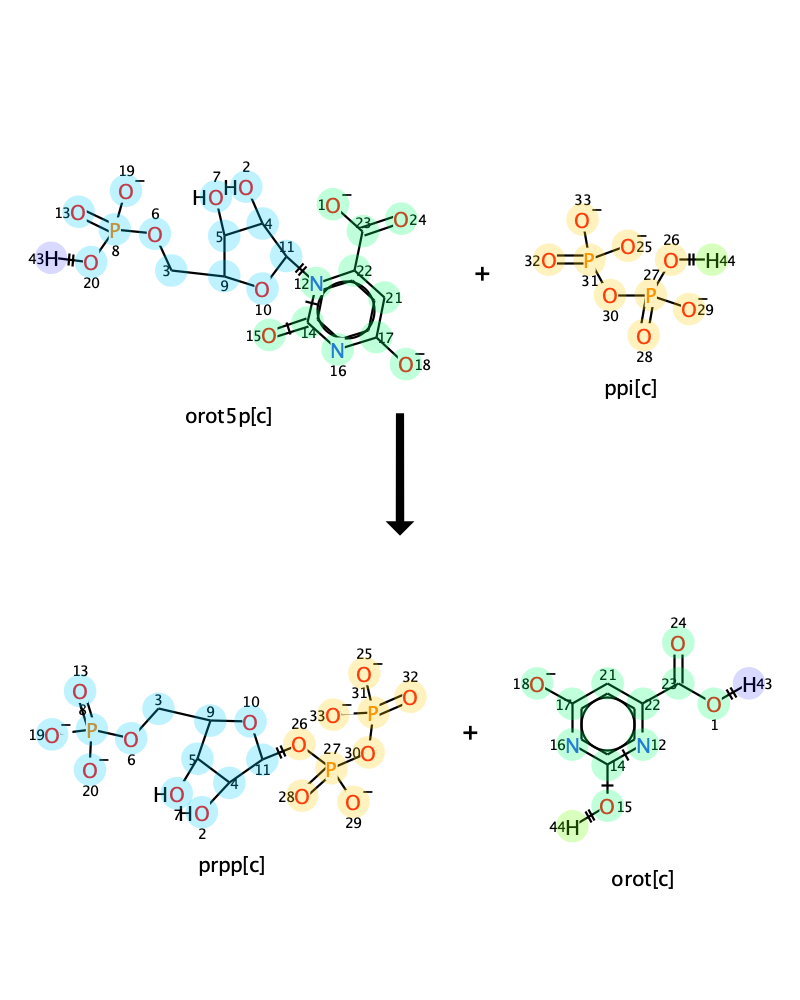 19 O−
7 2
HO HO
13 O
6
O
P
8
5
4
1 O−
23
O 24
11
43 H
O
20
3
9
O
10
12 N
22
21
15 O
14
N
16
17
O− 18
33
O−
O− 25
26
O
H 44
32 O
P
31
27
O
30
P
O− 29
O
28
+
orot5p[c]
ppi[c]
13
O
8
P
19 O−
O−
20
O
6
3
9
10
O
5
4
11
HO
7
HO
2
26
O
25
O−
31
32
O
33 O−
P
27
P
30 O
28 O
O−
29
+
24
O
18 O−
21
23
H 43
17
22
O
1
16 N
N 12
14
O 15
44 H
prpp[c]
orot[c]